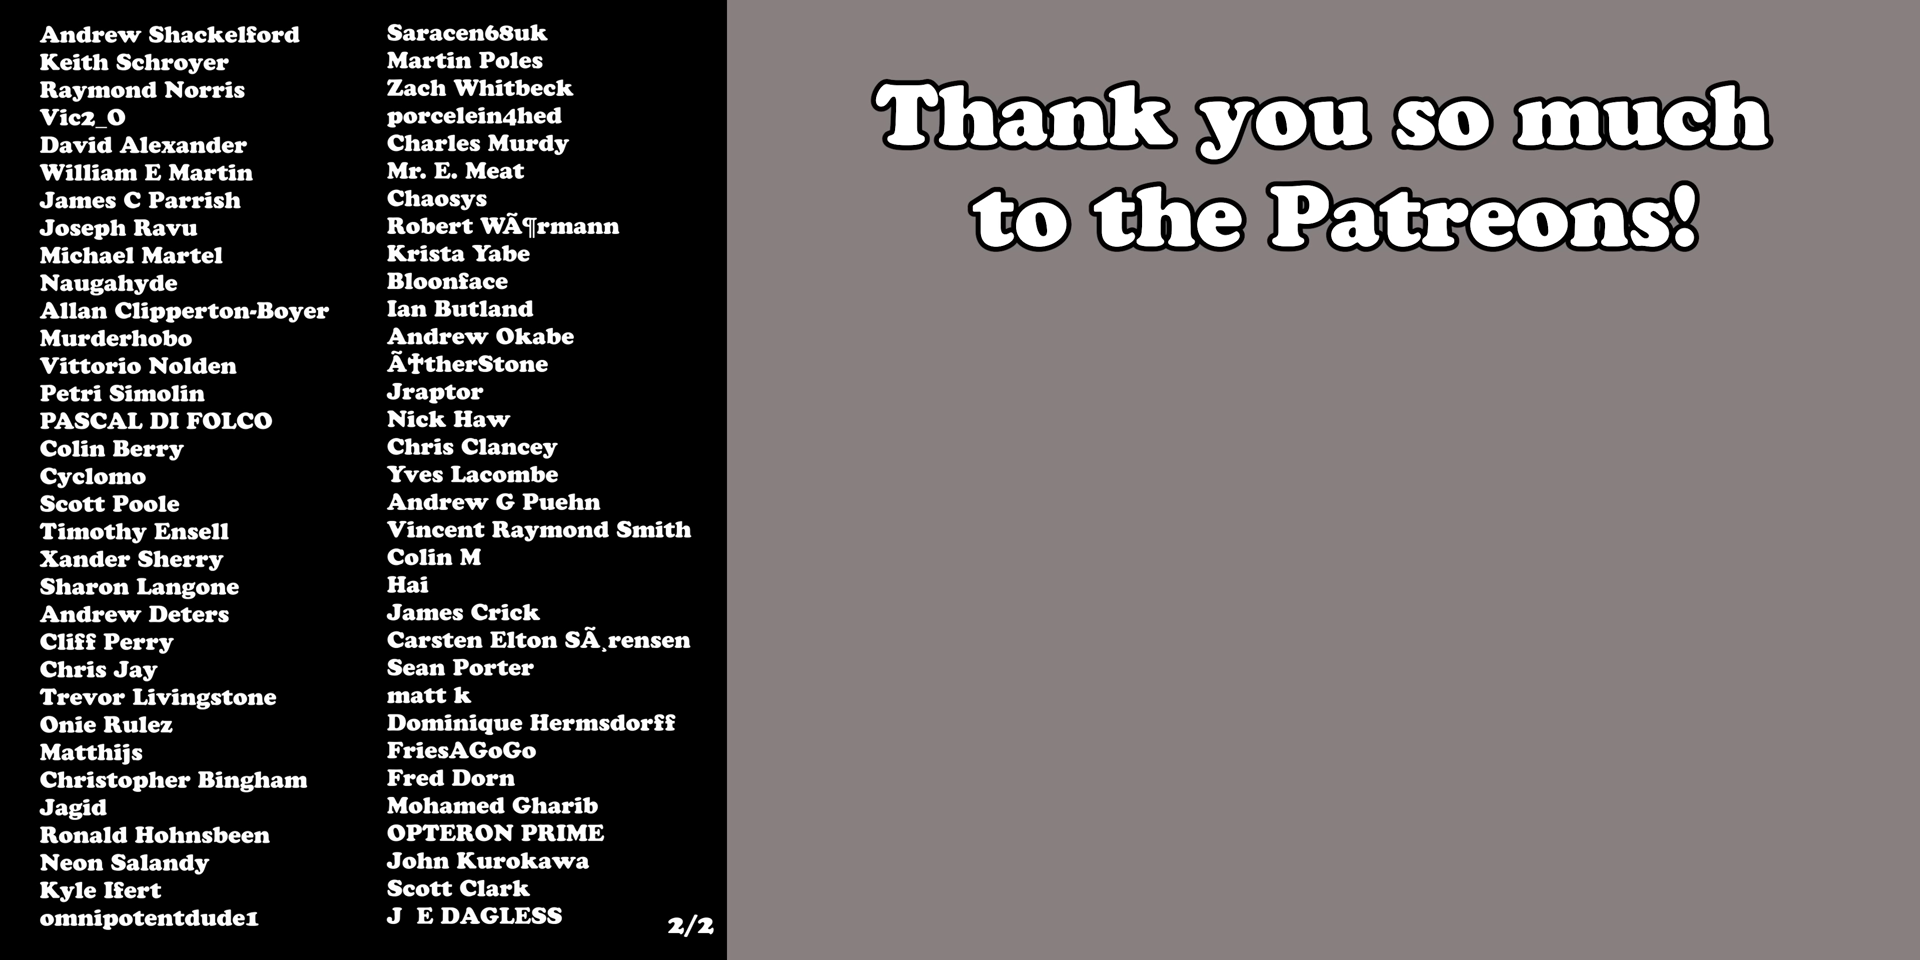 Andrew Shackelford
Keith Schroyer
Raymond Norris
Vic2_O
David Alexander
William E Martin
James C Parrish
Joseph Ravu
Michael Martel
Naugahyde
Allan Clipperton-Boyer
Murderhobo
Vittorio Nolden
Petri Simolin
PASCAL DI FOLCO
Colin Berry
Cyclomo
Scott Poole
Timothy Ensell
Xander Sherry
Sharon Langone
Andrew Deters
Cliff Perry
Chris Jay
Trevor Livingstone
Onie Rulez
Matthijs
Christopher Bingham
Jagid
Ronald Hohnsbeen
Neon Salandy
Kyle Ifert
omnipotentdude1
Saracen68uk
Martin Poles
Zach Whitbeck
porcelein4hed
Charles Murdy
Mr. E. Meat
Chaosys
Robert WÃ¶rmann
Krista Yabe
Bloonface
Ian Butland
Andrew Okabe
Ã†therStone
Jraptor
Nick Haw
Chris Clancey
Yves Lacombe
Andrew G Puehn
Vincent Raymond Smith
Colin M
Hai
James Crick
Carsten Elton SÃ¸rensen
Sean Porter
matt k
Dominique Hermsdorff
FriesAGoGo
Fred Dorn
Mohamed Gharib
OPTERON PRIME
John Kurokawa
Scott Clark
J  E DAGLESS
2/2
Thank you so much
to the Patreons!